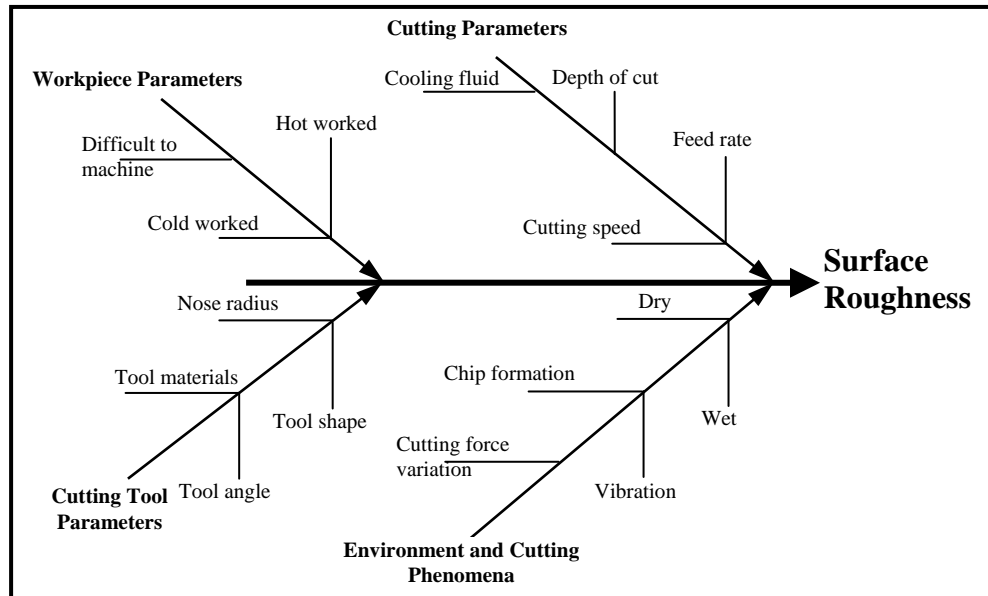 Cutting Parameters
Cooling fluid
Depth of cut
Feed rate
Cutting speed
Workpiece Parameters
Hot worked
Difficult to
machine
Cold worked
Surface
Roughness
Nose radius
Tool materials
Tool shape
Tool angle
Cutting Tool
Parameters
Dry
Chip formation
Wet
Cutting force
variation
Vibration
Environment and Cutting
Phenomena